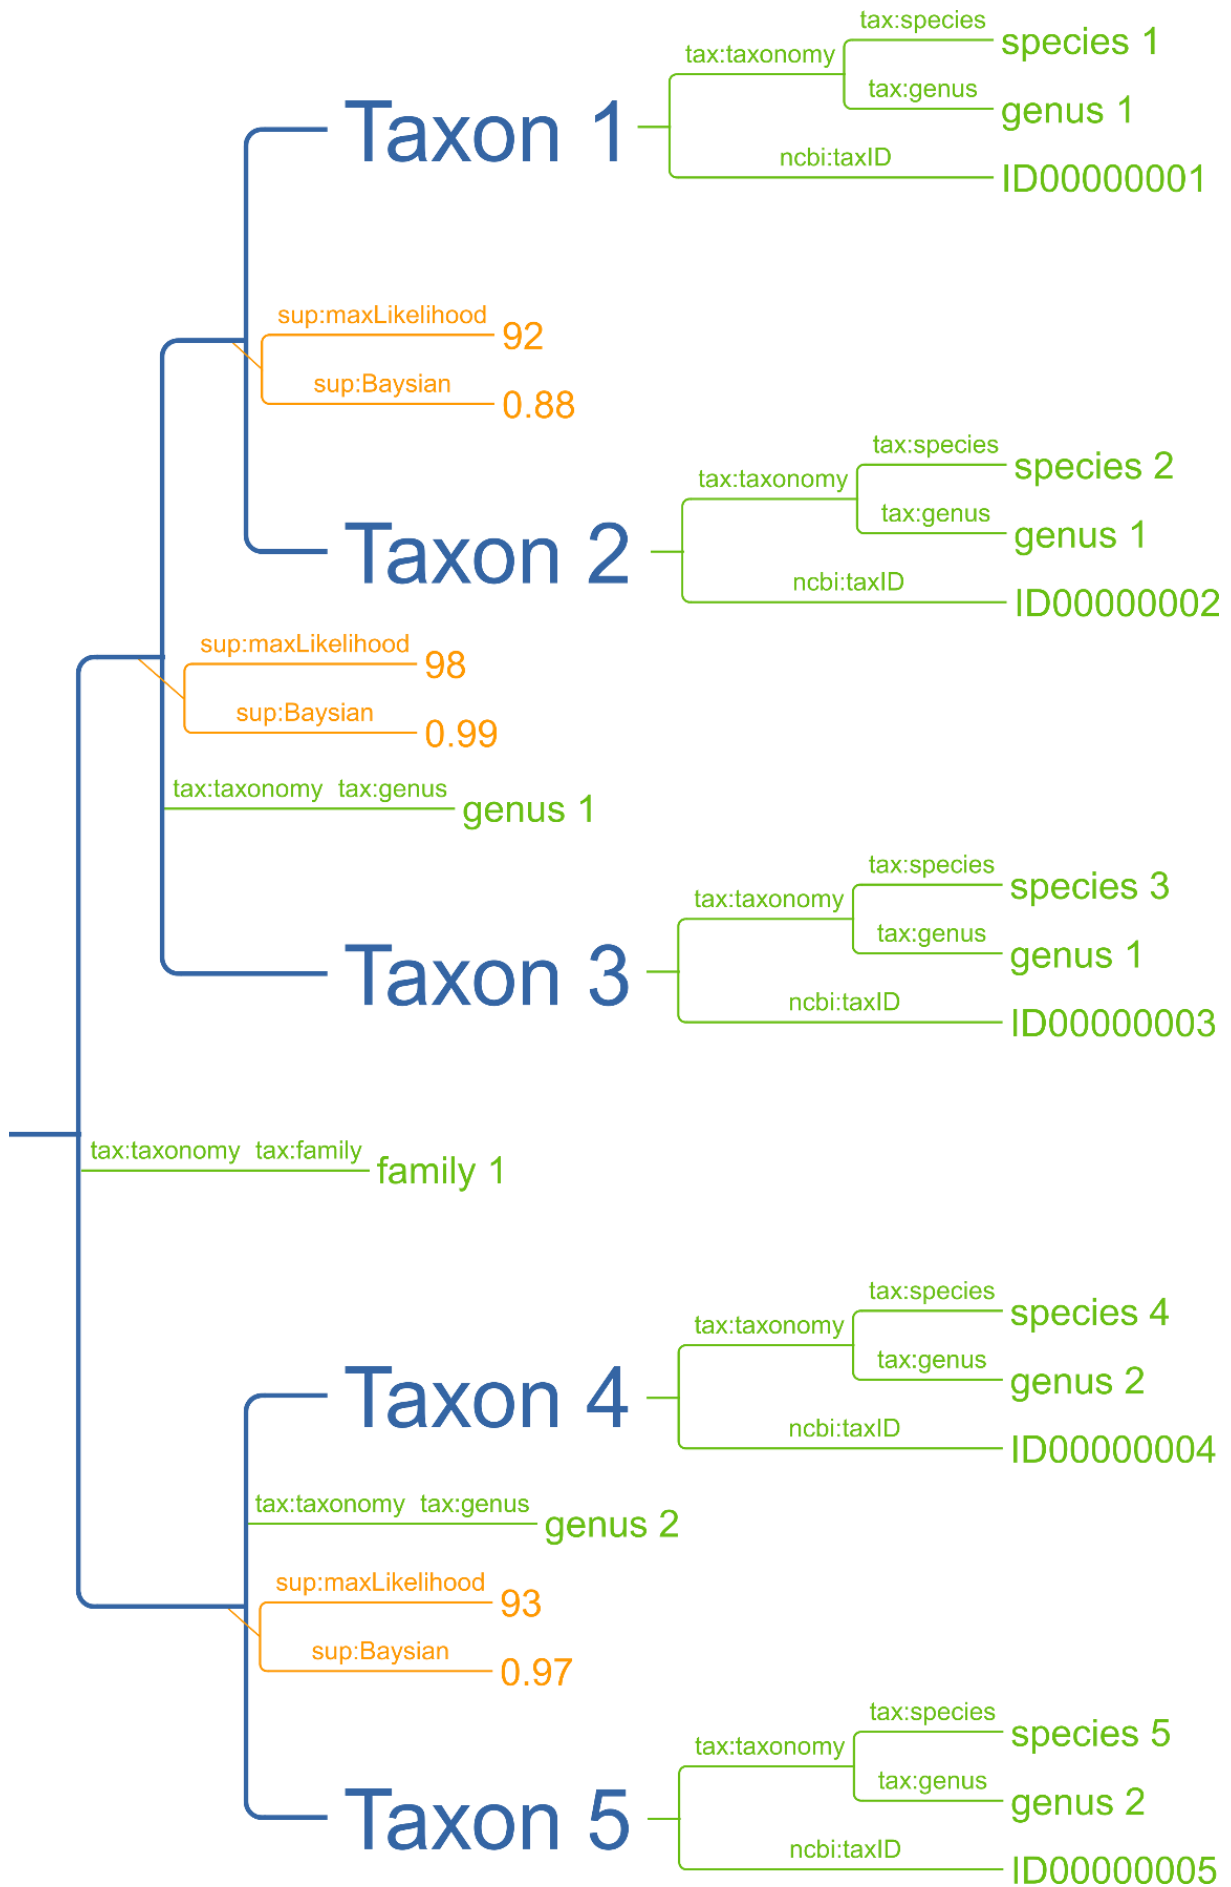 tax:species
species 1
tax:taxonomy
tax:genus
genus 1
Taxon 1
ncbi:taxID
ID00000001
sup:maxLikelihood
92
sup:Baysian
0.88
tax:species
species 2
tax:taxonomy
tax:genus
genus 1
Taxon 2
ncbi:taxID
ID00000002
sup:maxLikelihood
98
sup:Baysian
0.99
tax:taxonomy tax:genus
genus 1
tax:species
species 3
tax:taxonomy
tax:genus
genus 1
Taxon 3
ncbi:taxID
ID00000003
tax:taxonomy tax:family
family 1
tax:species
species 4
tax:taxonomy
tax:genus
genus 2
Taxon 4
ncbi:taxID
ID00000004
tax:taxonomy tax:genus
genus 2
sup:maxLikelihood
93
sup:Baysian
0.97
tax:species
species 5
tax:taxonomy
tax:genus
genus 2
Taxon 5
ncbi:taxID
ID00000005